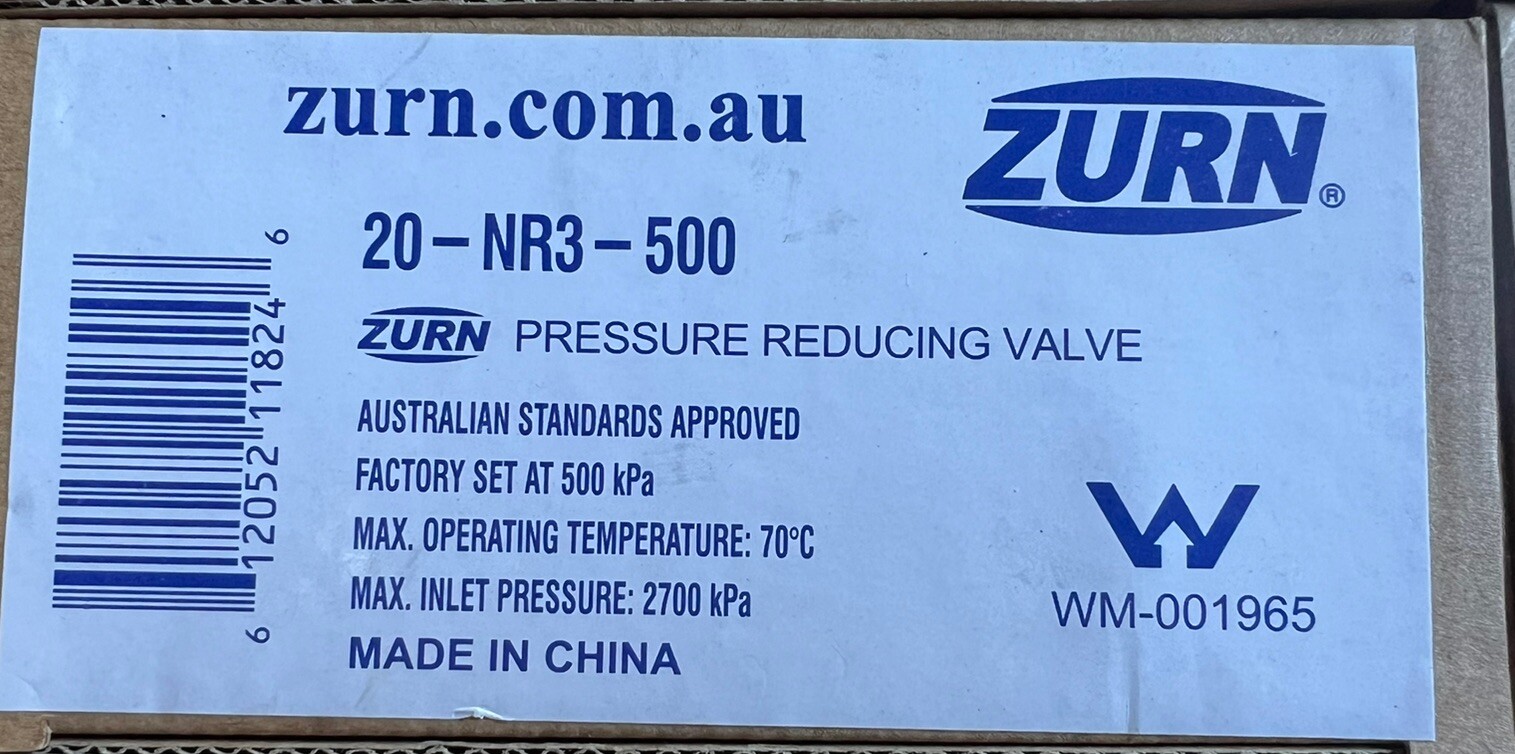 zurn.com.au
ZURN®
20-NR3-500
ZURN PRESSURE REDUCING VALVE
AUSTRALIAN STANDARDS APPROVED
FACTORY SET AT 500 kPa
MAX. OPERATING TEMPERATURE: 70°C
MAX. INLET PRESSURE: 2700 kPa
MADE IN CHINA
WM-001965
6 12052 11824 6